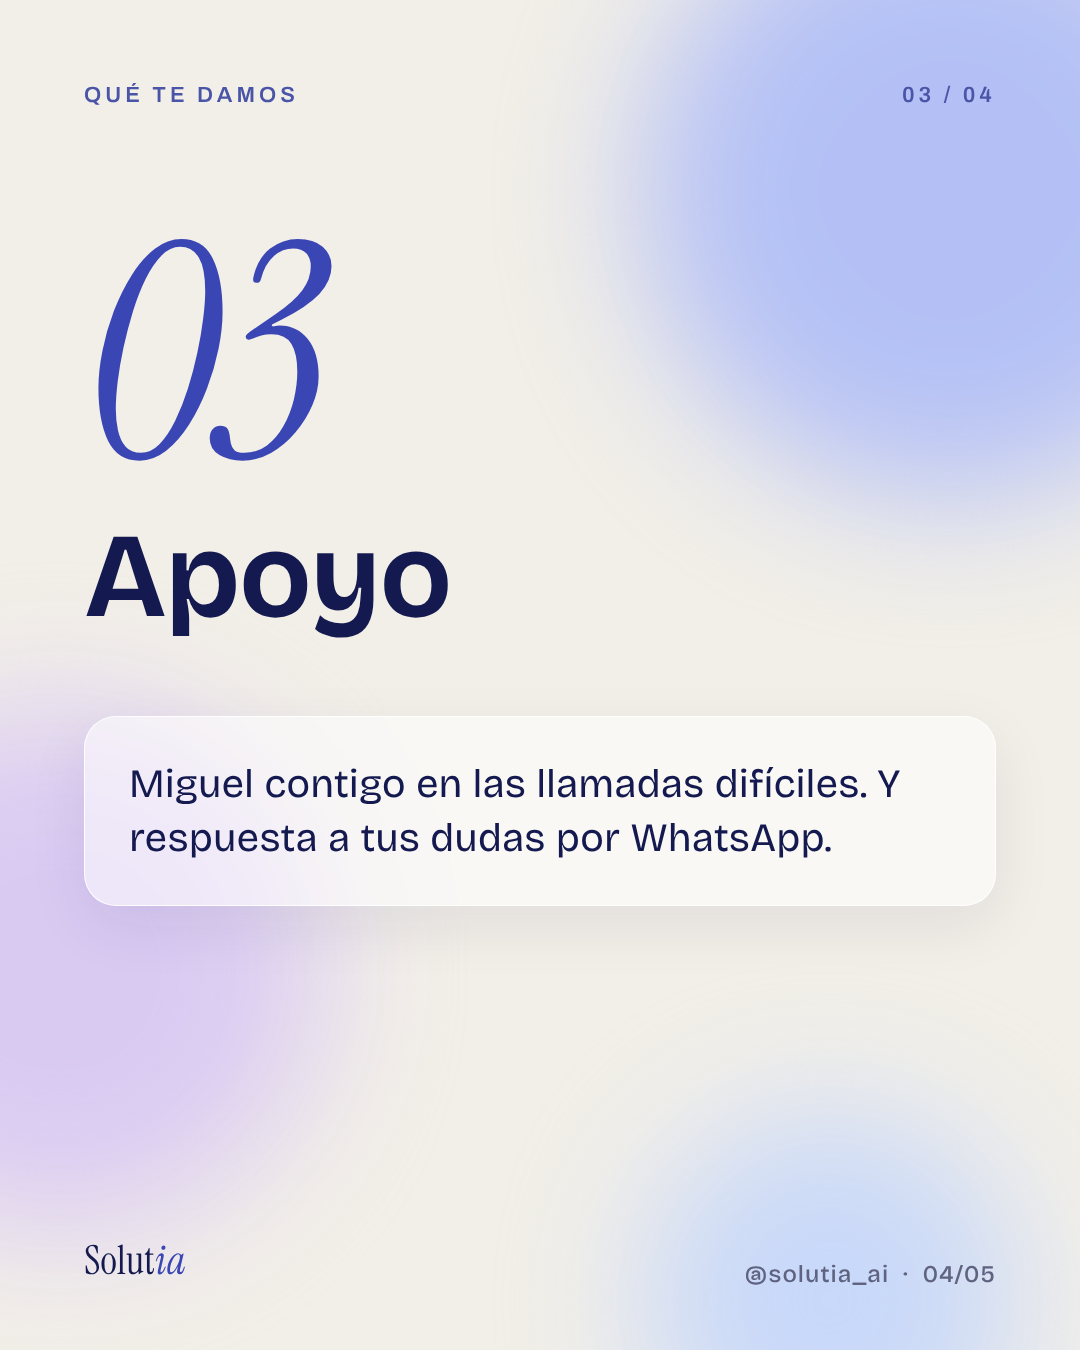 QUÉ TE DAMOS
03 / 04
03
Apoyo
Miguel contigo en las llamadas difíciles. Y
respuesta a tus dudas por WhatsApp.
Solutia
@solutia_ai · 04/05